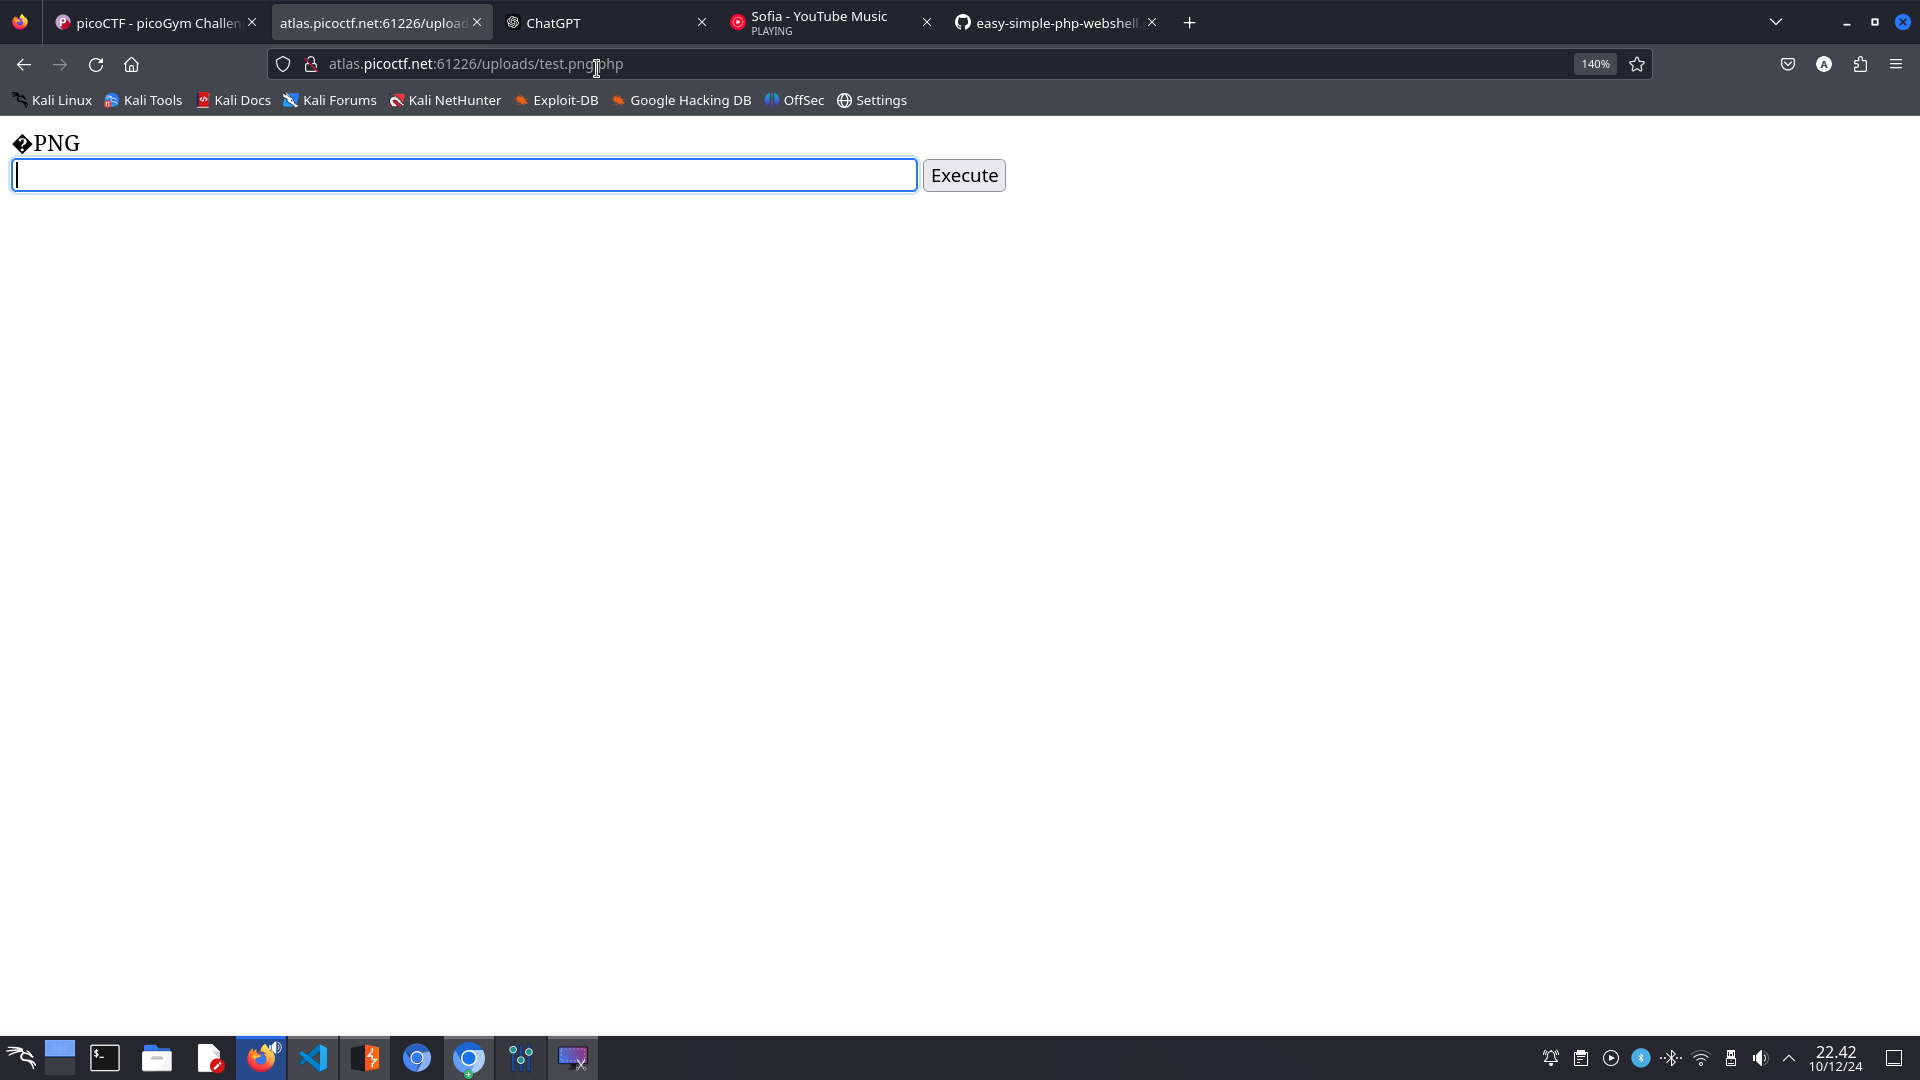 picoCTF - picoGym Challen
atlas.picoctf.net:61226/upload
ChatGPT
Sofia - YouTube Music
PLAYING
easy-simple-php-webshell.
atlas.picoctf.net:61226/uploads/test.png.php
140%
A
Kali Linux
Kali Tools
Kali Docs
Kali Forums
Kali NetHunter
Exploit-DB
Google Hacking DB
OffSec
Settings
�PNG
Execute
$_
22.42
10/12/24